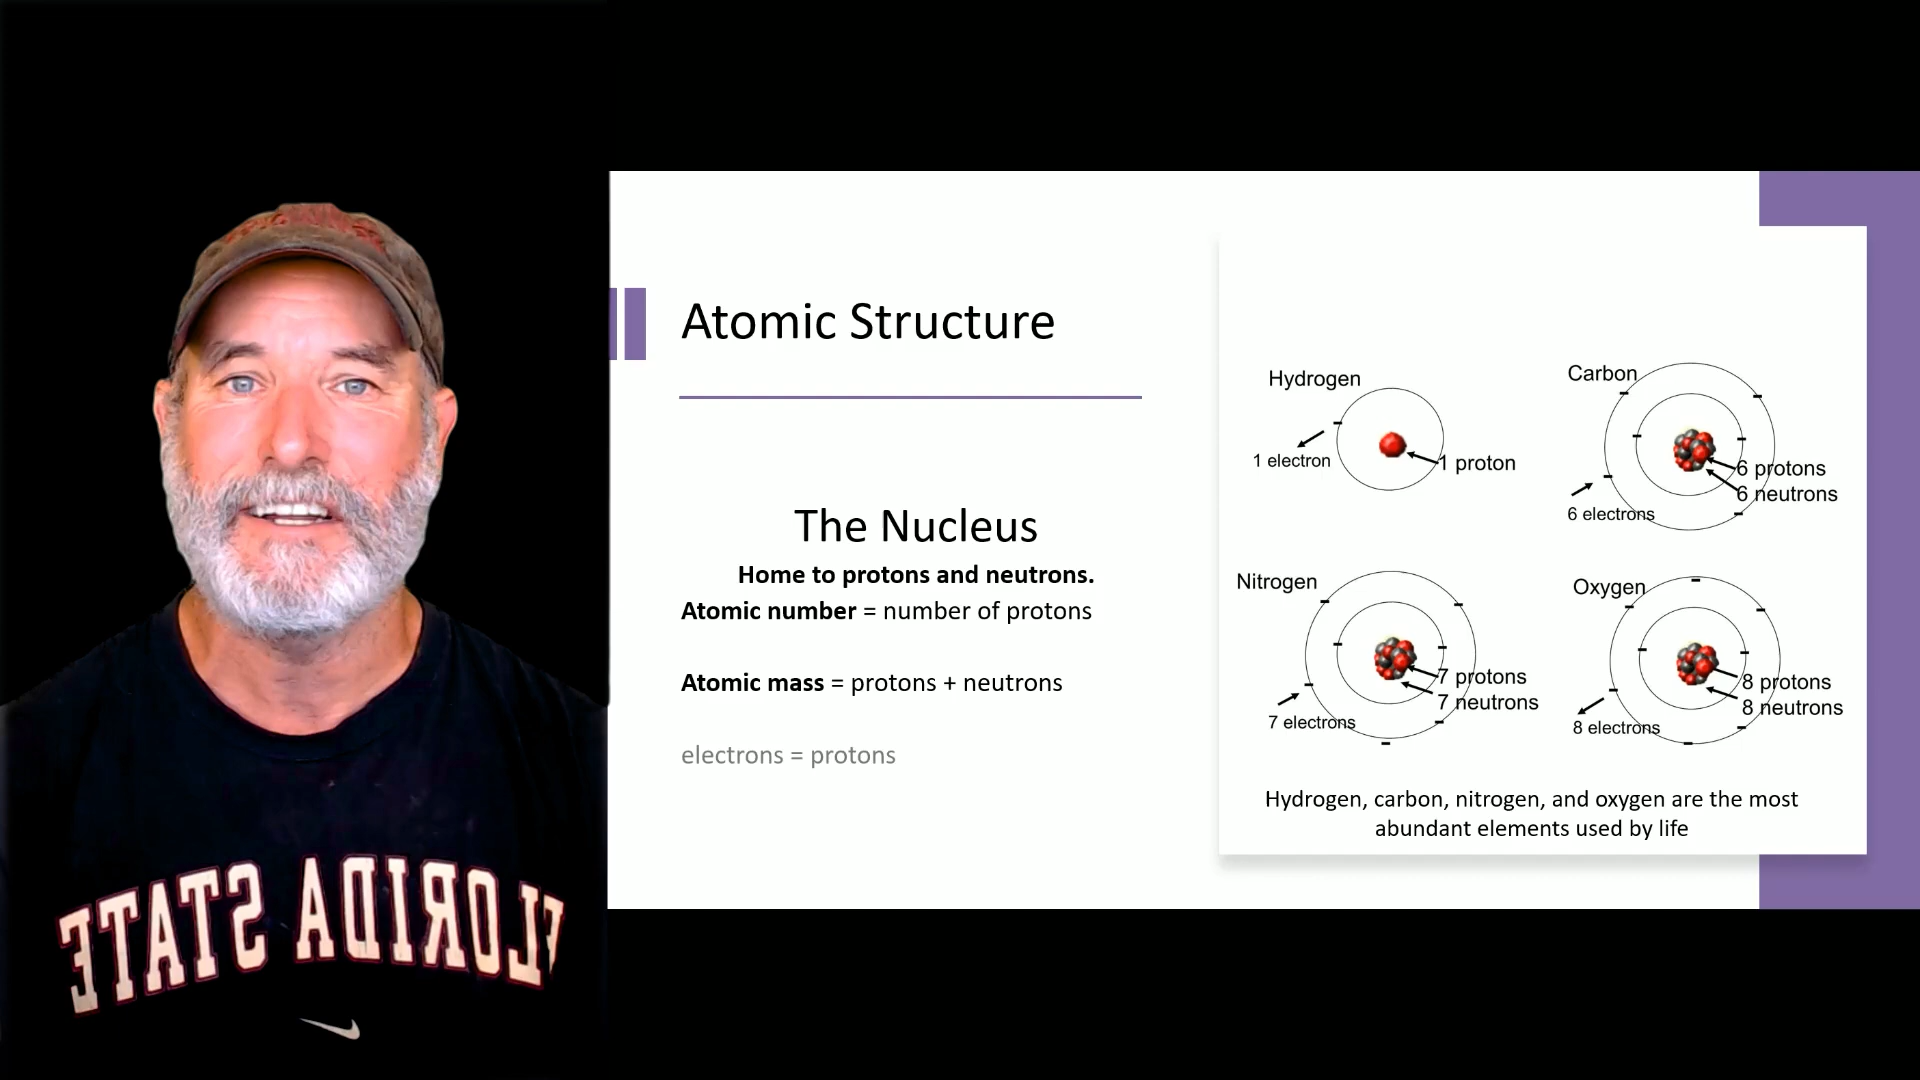 FLORIDA STATE
Atomic Structure
The Nucleus
Home to protons and neutrons.
Atomic number = number of protons
Atomic mass = protons + neutrons
electrons = protons
Hydrogen
1 electron
1 proton
Carbon
6 protons
6 neutrons
6 electrons
Nitrogen
7 protons
7 neutrons
7 electrons
Oxygen
8 protons
8 neutrons
8 electrons
Hydrogen, carbon, nitrogen, and oxygen are the most
abundant elements used by life